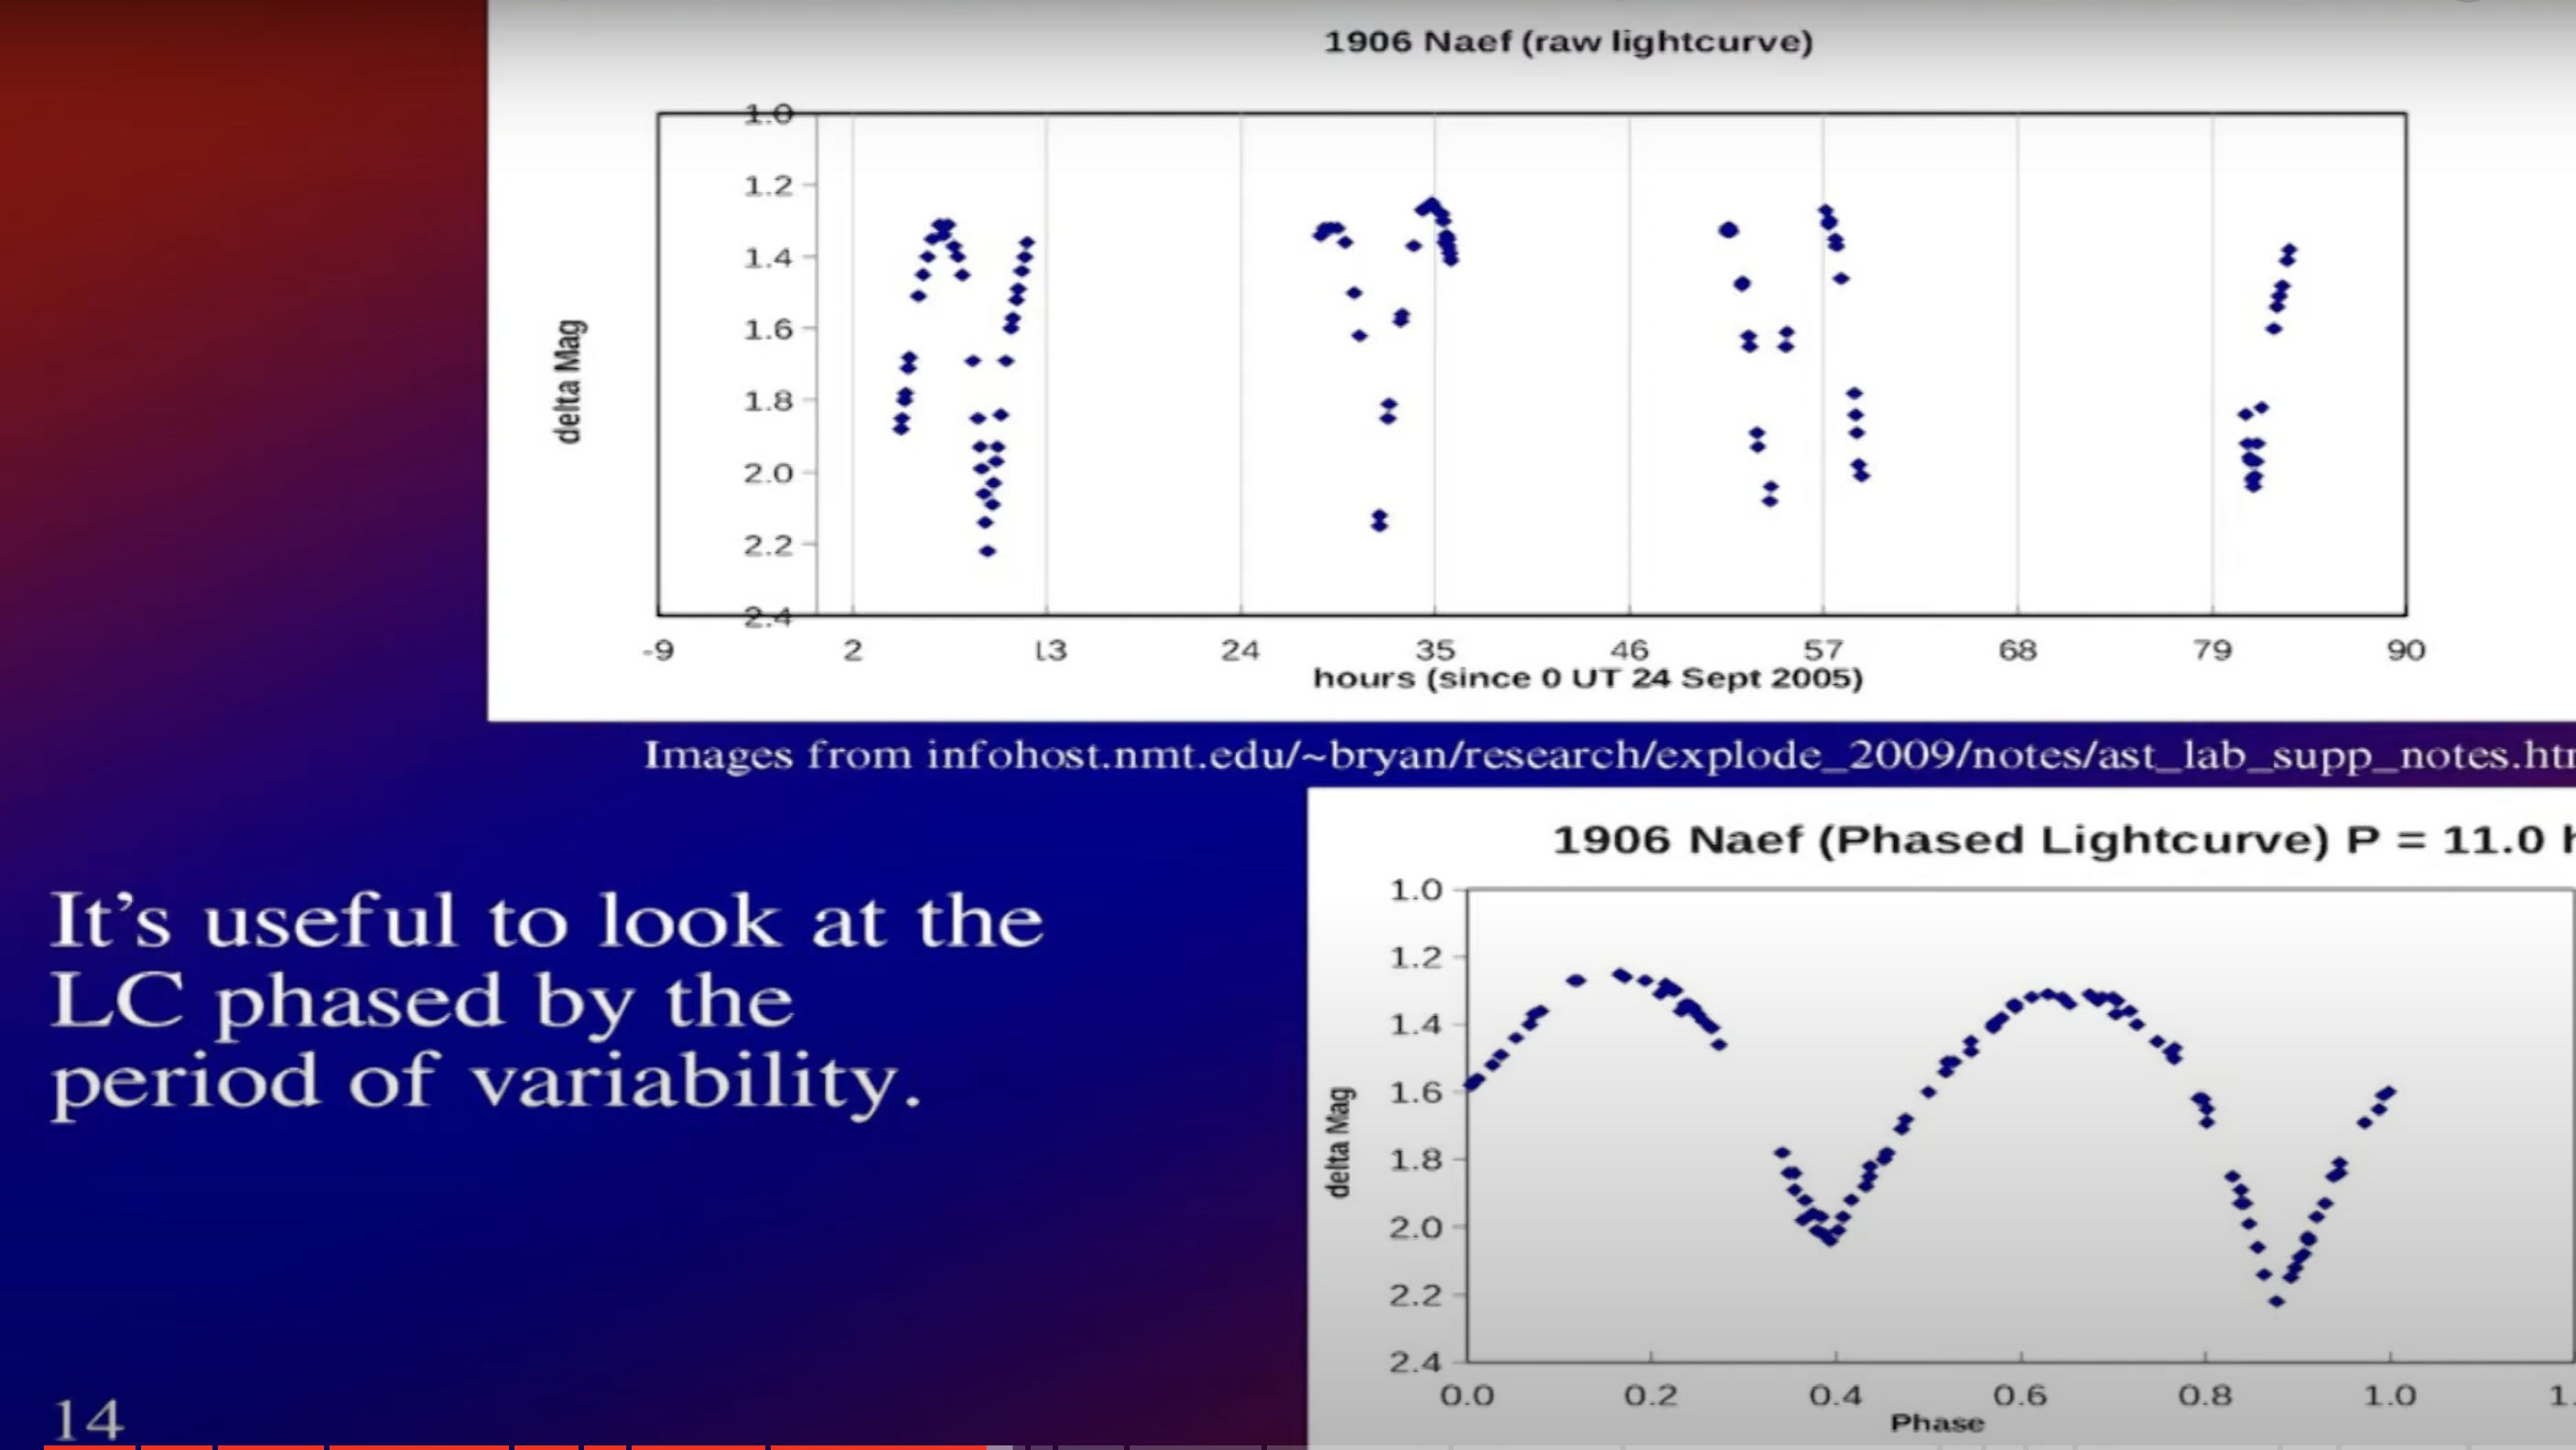 1906 Naef (raw lightcurve)
1.0
1.2
1.4
1.6
1.8
2.0
2.2
2.4
delta Mag
-9 2 13 24 35 46 57 68 79 90
hours (since 0 UT 24 Sept 2005)
Images from infohost.nmt.edu/~bryan/research/explode_2009/notes/ast_lab_supp_notes.htm
It's useful to look at the
LC phased by the
period of variability.
1906 Naef (Phased Lightcurve) P = 11.0 h
1.0
1.2
1.4
1.6
1.8
2.0
2.2
2.4
delta Mag
0.0 0.2 0.4 0.6 0.8 1.0
Phase
14